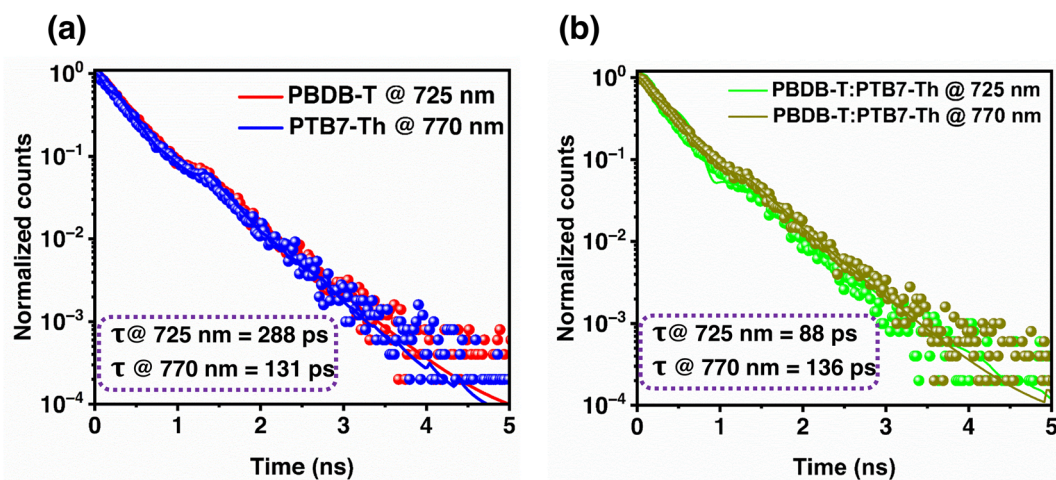 (a)
10⁰
10⁻¹
10⁻²
10⁻³
10⁻⁴
Normalized counts
PBDB-T @ 725 nm
PTB7-Th @ 770 nm
τ@ 725 nm = 288 ps
τ @ 770 nm = 131 ps
0 1 2 3 4 5
Time (ns)
(b)
10⁰
10⁻¹
10⁻²
10⁻³
10⁻⁴
Normalized counts
PBDB-T:PTB7-Th @ 725 nm
PBDB-T:PTB7-Th @ 770 nm
τ@ 725 nm = 88 ps
τ @ 770 nm = 136 ps
0 1 2 3 4 5
Time (ns)